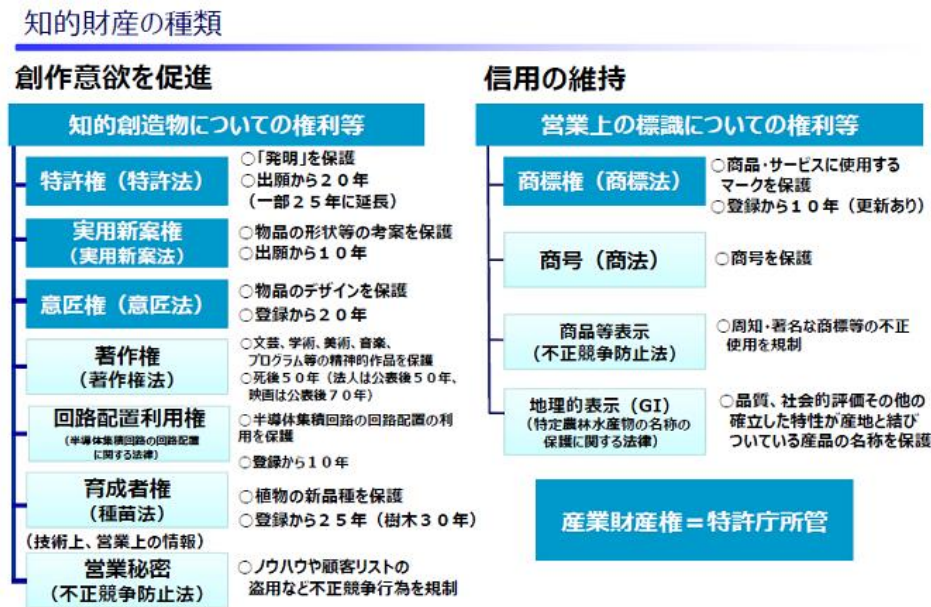 知的財産の種類
創作意欲を促進
知的創造物についての権利等
特許権（特許法）
○「発明」を保護
○出願から２０年
（一部２５年に延長）
実用新案権
（実用新案法）
○物品の形状等の考案を保護
○出願から１０年
意匠権（意匠法）
○物品のデザインを保護
○登録から２０年
著作権
（著作権法）
○文芸、学術、美術、音楽、
プログラム等の精神的作品を保護
○死後５０年（法人は公表後５０年、
映画は公表後７０年）
回路配置利用権
（半導体集積回路の回路配置
に関する法律）
○半導体集積回路の回路配置の利
用を保護
○登録から１０年
育成者権
（種苗法）
○植物の新品種を保護
○登録から２５年（樹木３０年）
（技術上、営業上の情報）
営業秘密
（不正競争防止法）
○ノウハウや顧客リストの
盗用など不正競争行為を規制
信用の維持
営業上の標識についての権利等
商標権（商標法）
○商品・サービスに使用する
マークを保護
○登録から１０年（更新あり）
商号（商法）
○商号を保護
商品等表示
（不正競争防止法）
○周知・著名な商標等の不正
使用を規制
地理的表示（GI）
（特定農林水産物の名称の
保護に関する法律）
○品質、社会的評価その他の
確立した特性が産地と結び
ついている産品の名称を保護
産業財産権＝特許庁所管